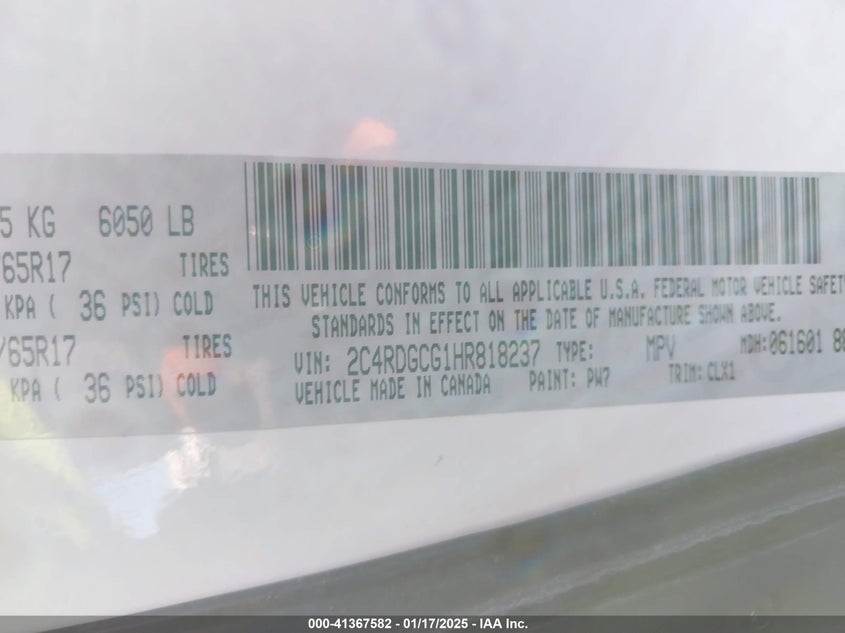 5 KG 6050 LB
65R17 TIRES
KPA ( 36 PSI) COLD
/65R17 TIRES
KPA ( 36 PSI) COLD
THIS VEHICLE CONFORMS TO ALL APPLICABLE U.S.A. FEDERAL MOTOR VEHICLE SAFETY
STANDARDS IN EFFECT ON THE DATE OF MANUFACTURE SHOWN ABOVE.
VIN: 2C4RDGCG1HR818237 TYPE: MPV MDH: 061601 88
VEHICLE MADE IN CANADA PAINT: PW7 TRIM: CLX1
000-41367582 - 01/17/2025 - IAA Inc.